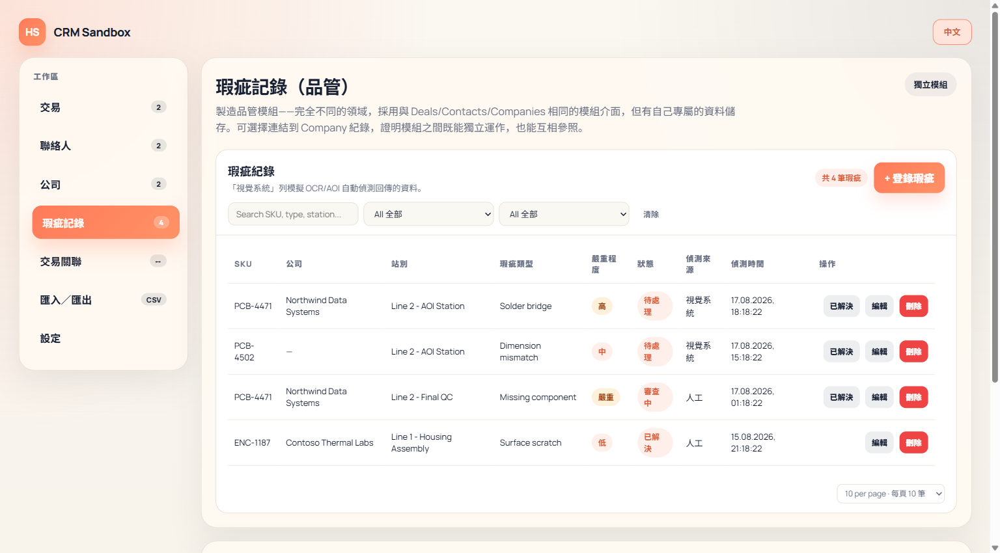 HS
CRM Sandbox
中文
工作區
交易
2
聯絡人
2
公司
2
瑕疵記錄
4
交易關聯
↔
匯入／匯出
CSV
設定
瑕疵記錄（品管）
獨立模組
製造品管模組——完全不同的領域，採用與 Deals/Contacts/Companies 相同的模組介面，但有自己專屬的資料儲
存。可選擇連結到 Company 紀錄，證明模組之間既能獨立運作，也能互相參照。
瑕疵紀錄
「視覺系統」列模擬 OCR/AOI 自動偵測回傳的資料。
共 4 筆瑕疵
+ 登錄瑕疵
Search SKU, type, station...
All 全部
All 全部
清除
SKU
公司
站別
瑕疵類型
嚴重程
度
狀態
偵測來
源
偵測時間
操作
PCB-4471
Northwind Data
Systems
Line 2 - AOI Station
Solder bridge
高
待處
理
視覺系
統
17.08.2026,
18:18:22
已解決
編輯
刪除
PCB-
4502
—
Line 2 - AOI Station
Dimension
mismatch
中
待處
理
視覺系
統
17.08.2026,
15:18:22
已解決
編輯
刪除
PCB-4471
Northwind Data
Systems
Line 2 - Final QC
Missing component
嚴重
審查
中
人工
17.08.2026,
01:18:22
已解決
編輯
刪除
ENC-1187
Contoso Thermal Labs
Line 1 - Housing
Assembly
Surface scratch
低
已解
決
人工
15.08.2026,
21:18:22
編輯
刪除
10 per page · 每頁 10 筆